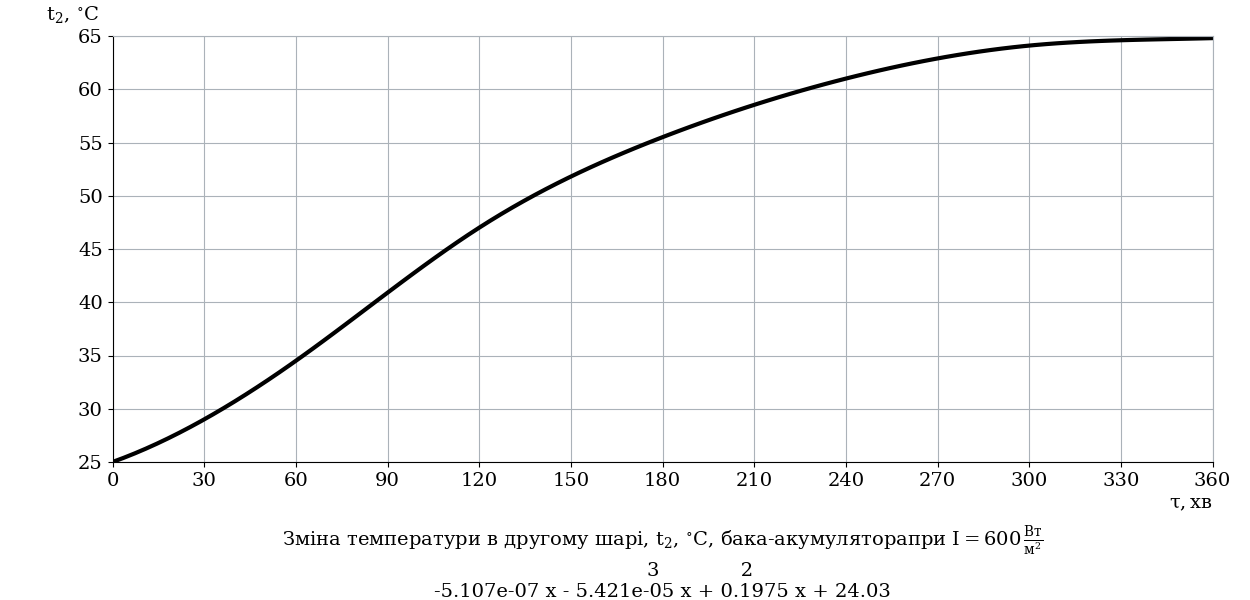 t₂, °C
65
60
55
50
45
40
35
30
25
0 30 60 90 120 150 180 210 240 270 300 330 360
τ, хв
Зміна температури в другому шарі, t₂, °C, бака-акумуляторапри I = 600 Вт/м²
3 2
-5.107e-07 x - 5.421e-05 x + 0.1975 x + 24.03